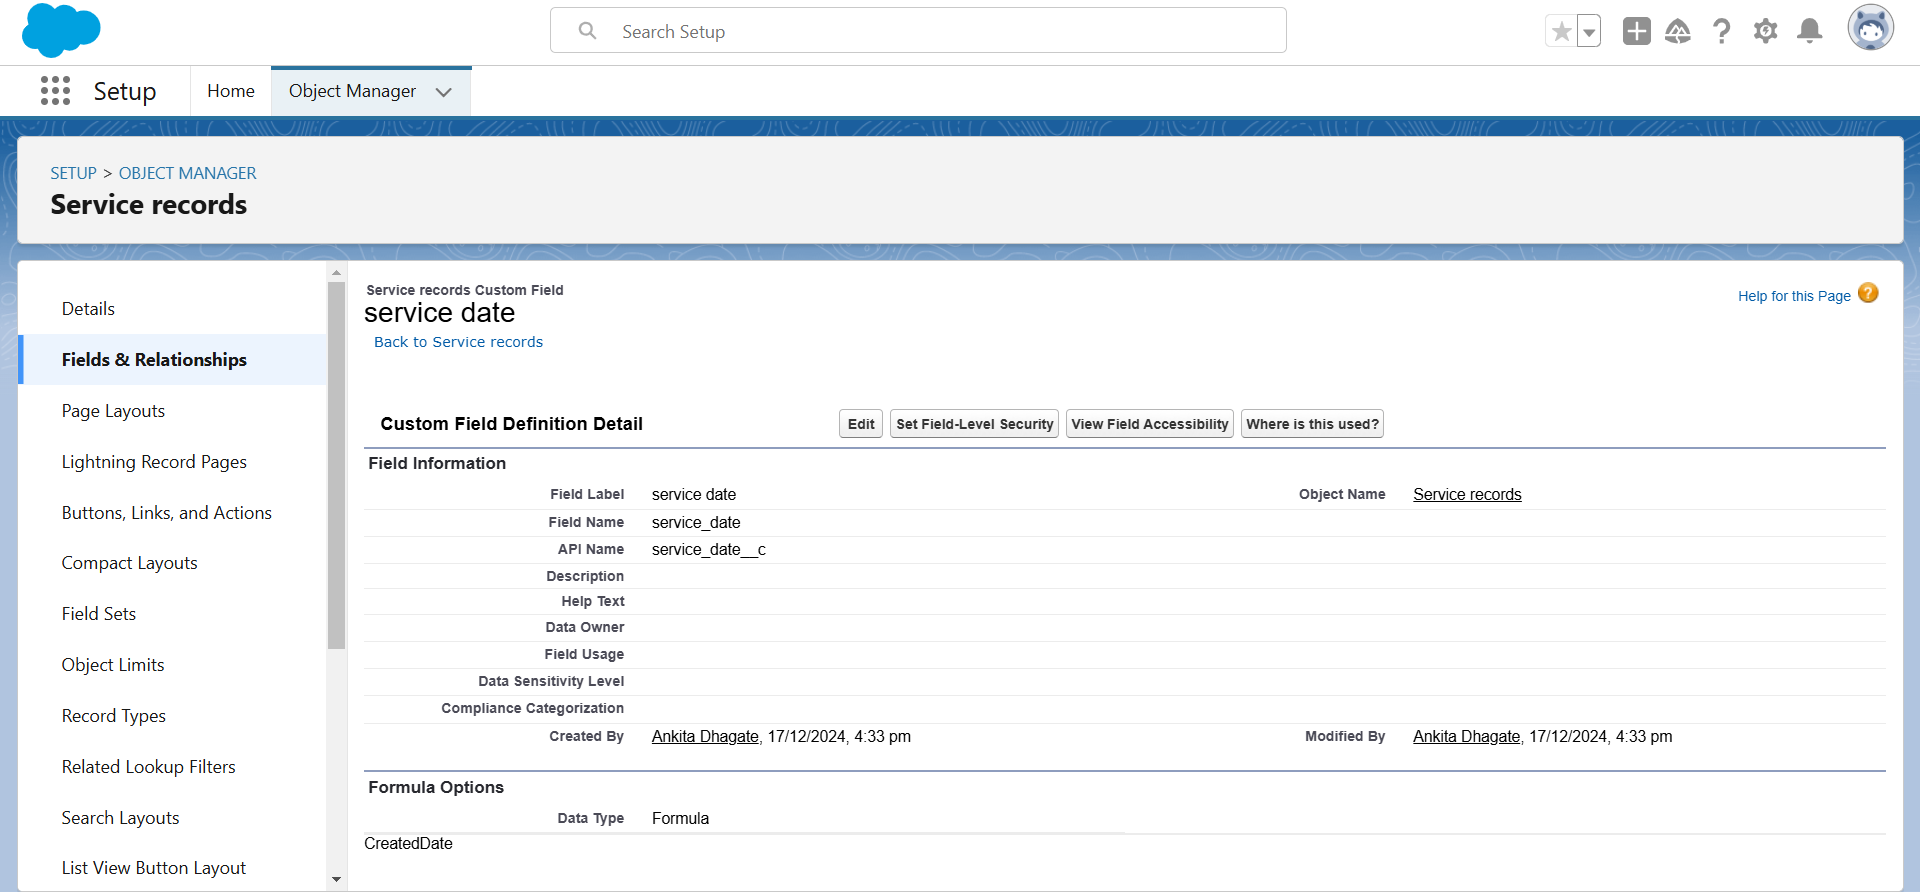 Search Setup
Setup
Home
Object Manager
SETUP > OBJECT MANAGER
Service records
Details
Fields & Relationships
Page Layouts
Lightning Record Pages
Buttons, Links, and Actions
Compact Layouts
Field Sets
Object Limits
Record Types
Related Lookup Filters
Search Layouts
List View Button Layout
Service records Custom Field
service date
Help for this Page ?
Back to Service records
Custom Field Definition Detail
Edit
Set Field-Level Security
View Field Accessibility
Where is this used?
Field Information
Field Label service date
Object Name Service records
Field Name service_date
API Name service_date__c
Description
Help Text
Data Owner
Field Usage
Data Sensitivity Level
Compliance Categorization
Created By Ankita Dhagate, 17/12/2024, 4:33 pm
Modified By Ankita Dhagate, 17/12/2024, 4:33 pm
Formula Options
Data Type Formula
CreatedDate